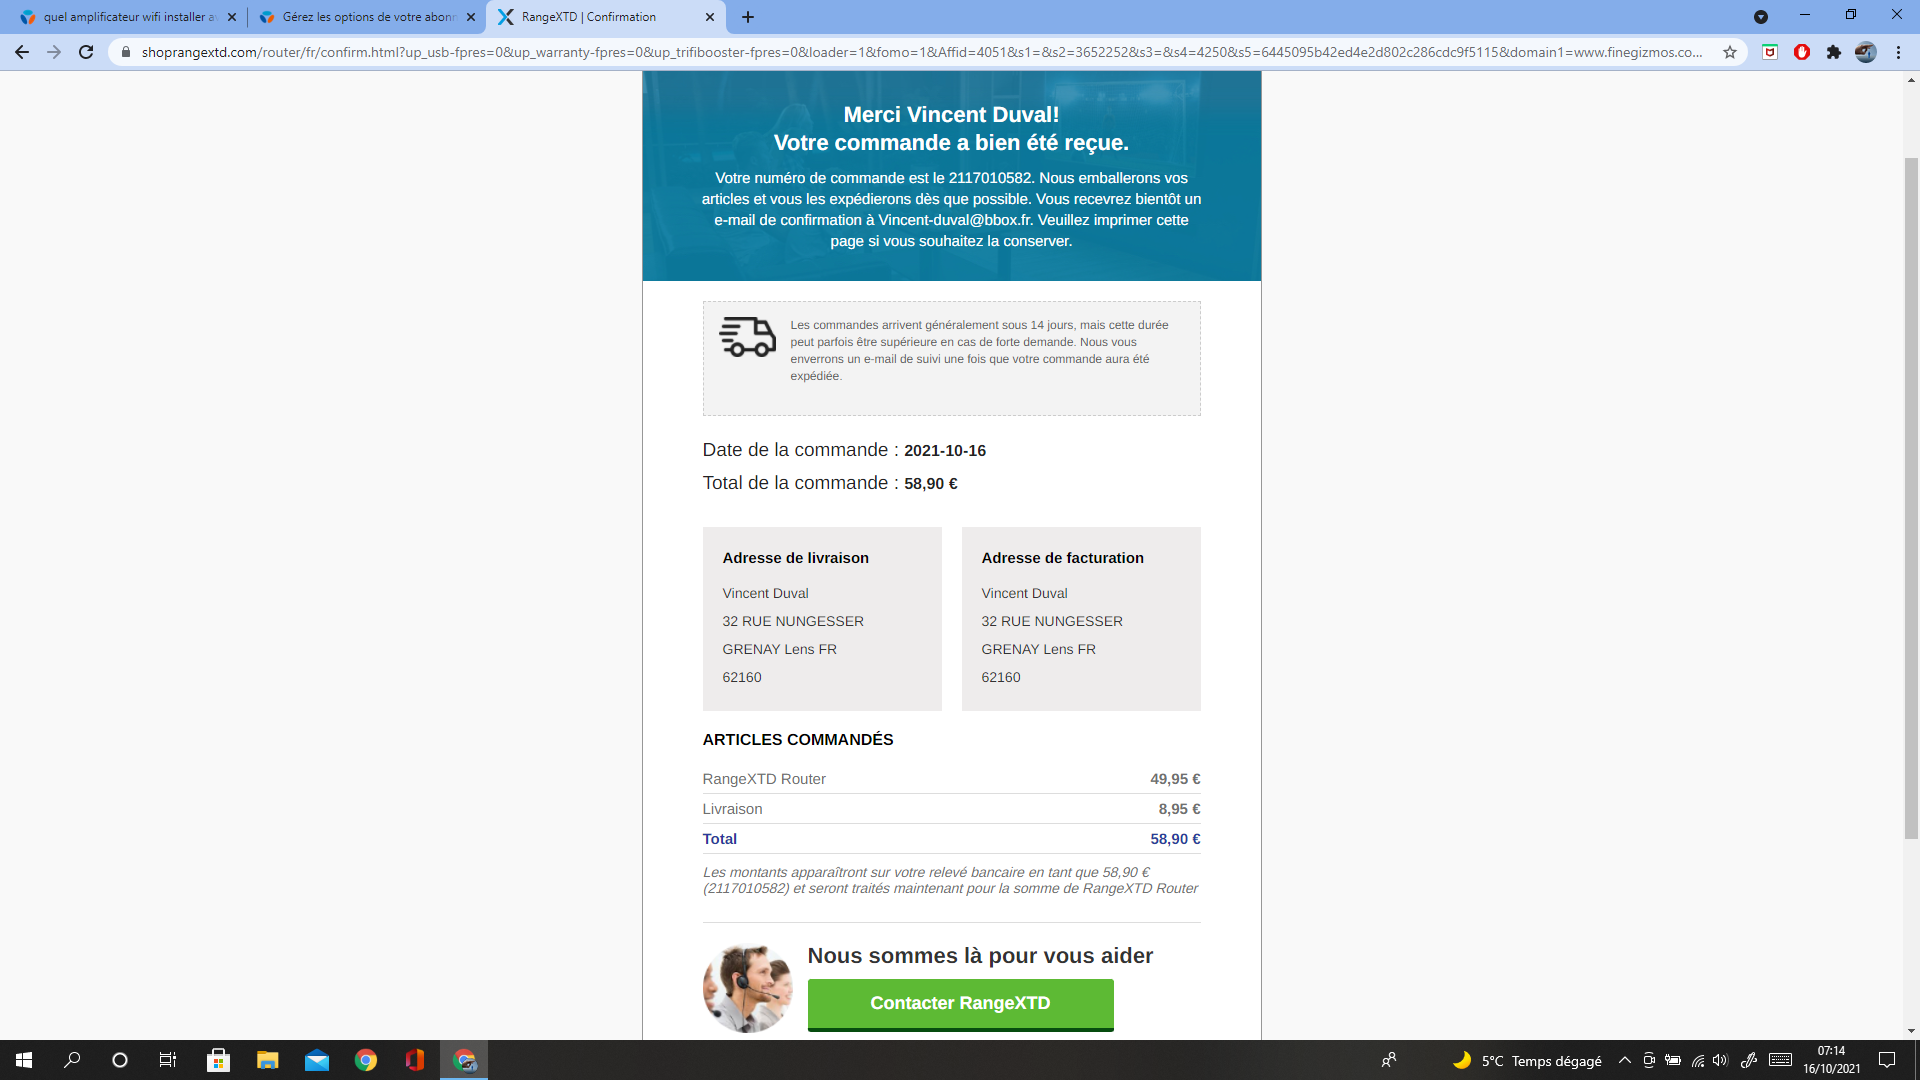 quel amplificateur wifi installer a
Gérez les options de votre abonn
RangeXTD | Confirmation
shoprangextd.com/router/fr/confirm.html?up_usb-fpres=0&up_warranty-fpres=0&up_trifibooster-fpres=0&loader=1&fomo=1&Affid=4051&s1=&s2=3652252&s3=&s4=4250&s5=6445095b42ed4e2d802c286cdc9f5115&domain1=www.finegizmos.co...
Merci Vincent Duval!
Votre commande a bien été reçue.
Votre numéro de commande est le 2117010582. Nous emballerons vos
articles et vous les expédierons dès que possible. Vous recevrez bientôt un
e-mail de confirmation à Vincent-duval@bbox.fr. Veuillez imprimer cette
page si vous souhaitez la conserver.
Les commandes arrivent généralement sous 14 jours, mais cette durée
peut parfois être supérieure en cas de forte demande. Nous vous
enverrons un e-mail de suivi une fois que votre commande aura été
expédiée.
Date de la commande : 2021-10-16
Total de la commande : 58,90 €
Adresse de livraison
Vincent Duval
32 RUE NUNGESSER
GRENAY Lens FR
62160
Adresse de facturation
Vincent Duval
32 RUE NUNGESSER
GRENAY Lens FR
62160
ARTICLES COMMANDÉS
RangeXTD Router 49,95 €
Livraison 8,95 €
Total 58,90 €
Les montants apparaîtront sur votre relevé bancaire en tant que 58,90 €
(2117010582) et seront traités maintenant pour la somme de RangeXTD Router
Nous sommes là pour vous aider
Contacter RangeXTD
5°C Temps dégagé
07:14
16/10/2021